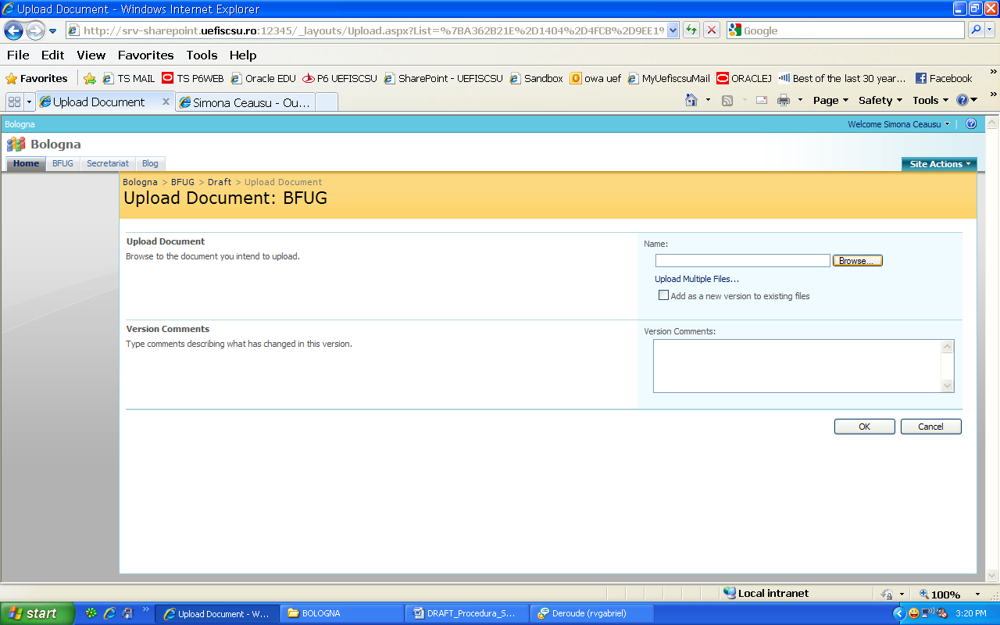 Upload Document - Windows Internet Explorer
http://srv-sharepoint.uefiscsu.ro:12345/_layouts/Upload.aspx?List=%7BA362B21E%2D1404%2D4FCB%2D9EE1%
Google
File Edit View Favorites Tools Help
Favorites TS MAIL TS P6WEB Oracle EDU P6 UEFISCSU SharePoint - UEFISCSU Sandbox owa uef MyUefiscsuMail ORACLEJ Best of the last 30 year... Facebook
Upload Document Simona Ceausu - Ou... Page Safety Tools
Bologna Welcome Simona Ceausu
Bologna
Home BFUG Secretariat Blog Site Actions
Bologna > BFUG > Draft > Upload Document
Upload Document: BFUG
Upload Document
Browse to the document you intend to upload.
Name:
Browse...
Upload Multiple Files...
Add as a new version to existing files
Version Comments
Type comments describing what has changed in this version.
Version Comments:
OK Cancel
Local intranet 100%
start Upload Document - W... BOLOGNA DRAFT_Procedura_S... Deroude (rvgabriel) 3:20 PM